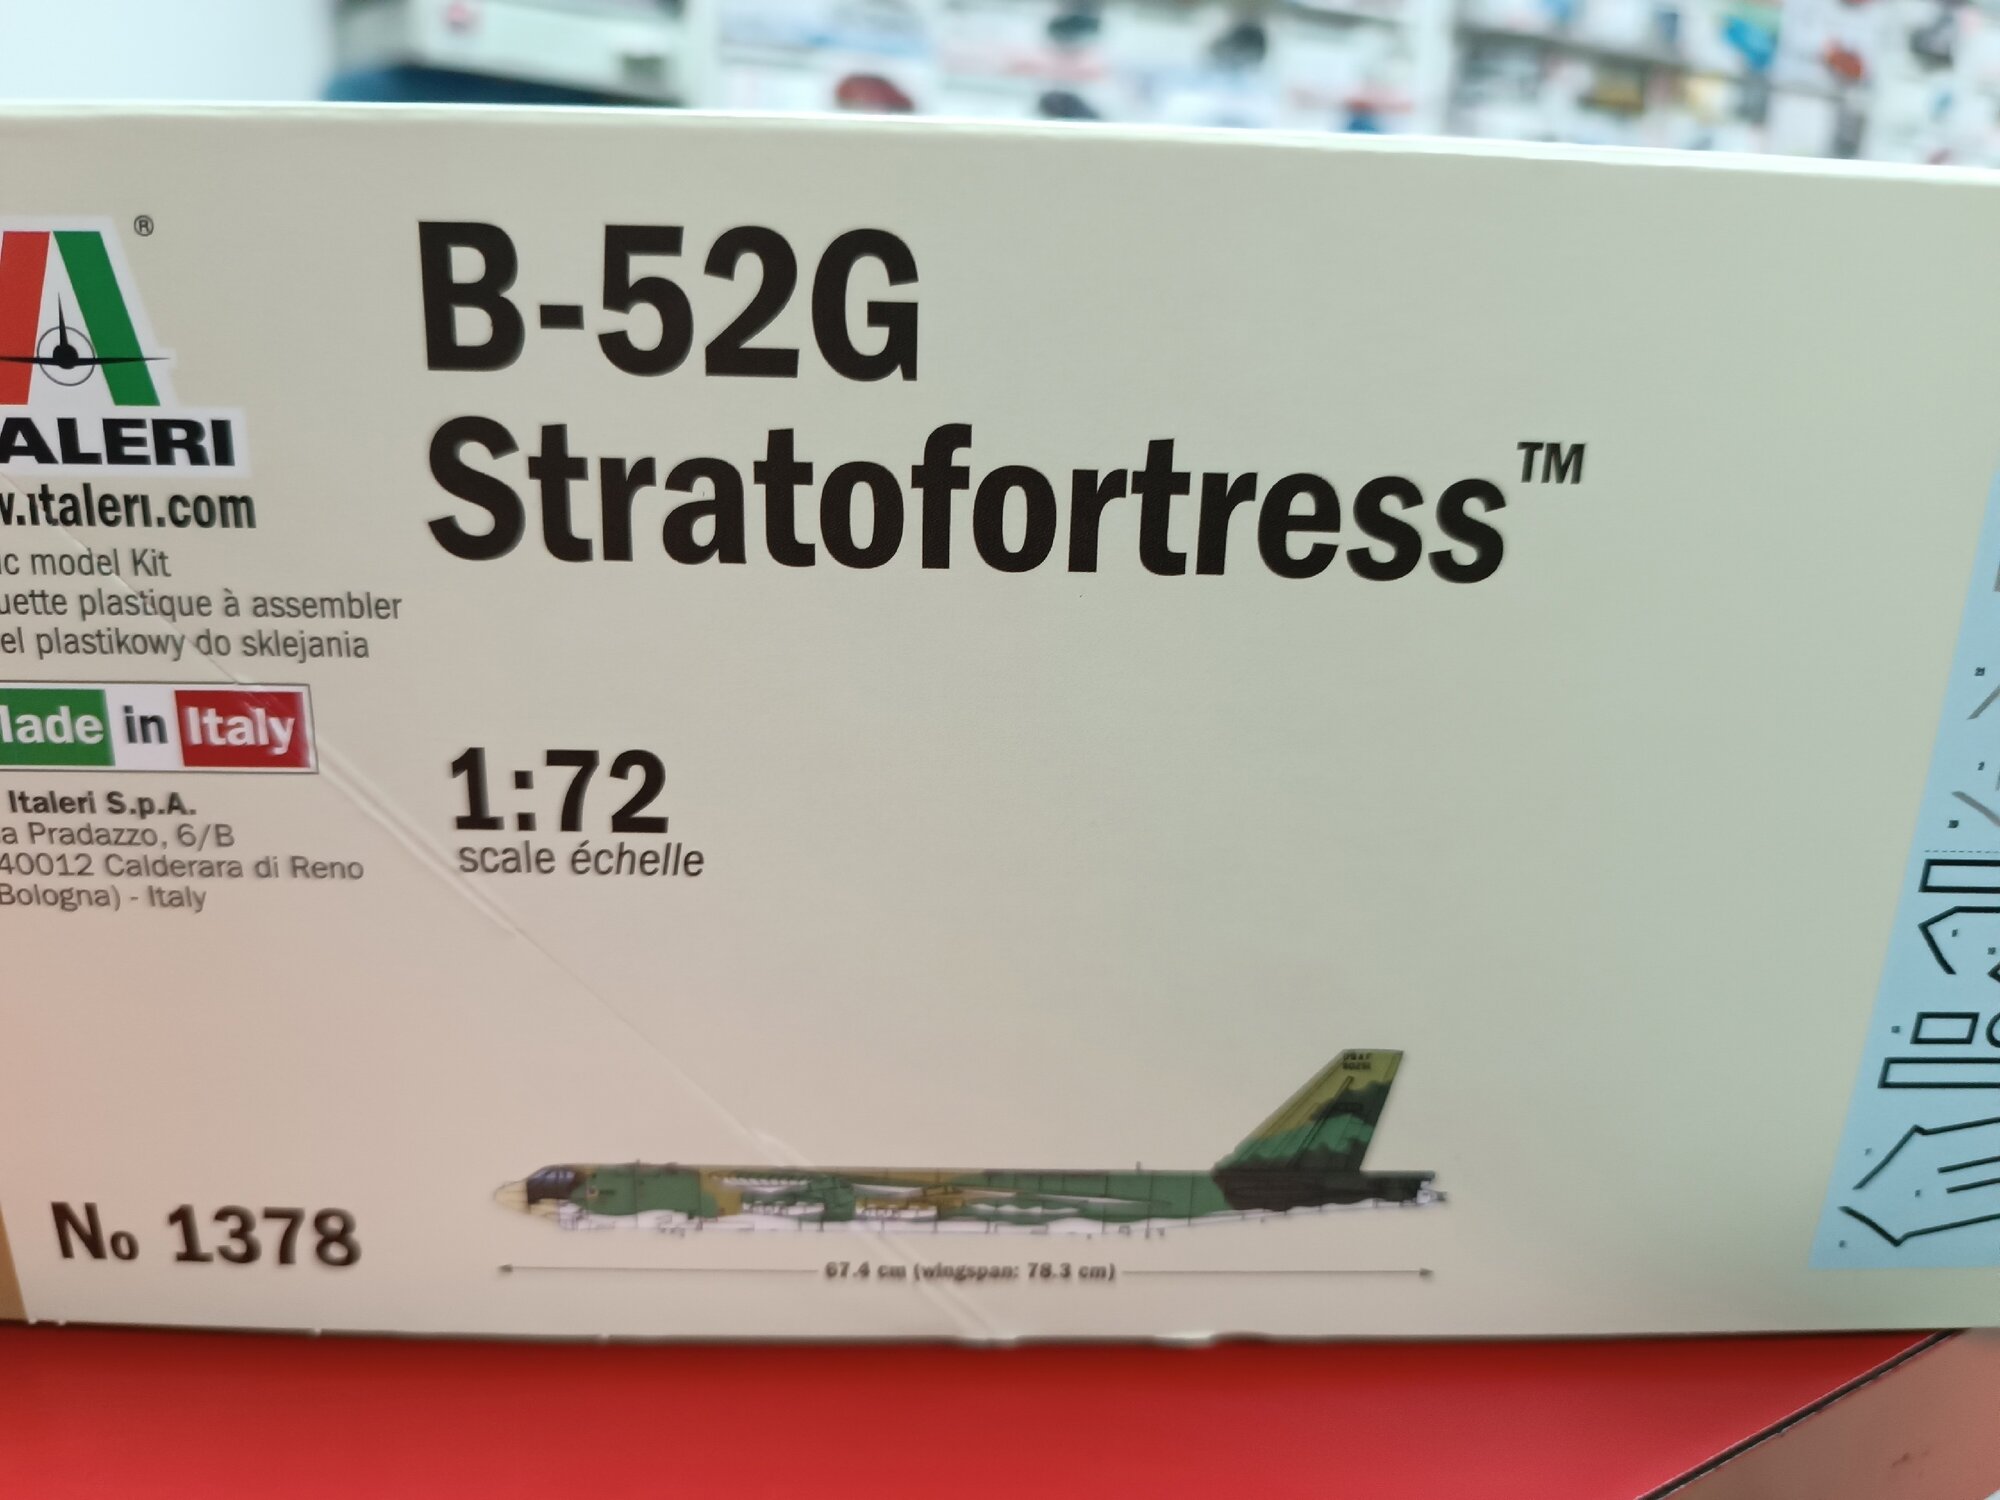 ®
B-52G
Stratofortress™
ALERI
w.italeri.com
ic model Kit
uette plastique à assembler
el plastikowy do sklejania
Made in Italy
1:72
scale échelle
Italeri S.p.A.
a Pradazzo, 6/B
40012 Calderara di Reno
Bologna) - Italy
No 1378
67.4 cm (wingspan: 78.3 cm)